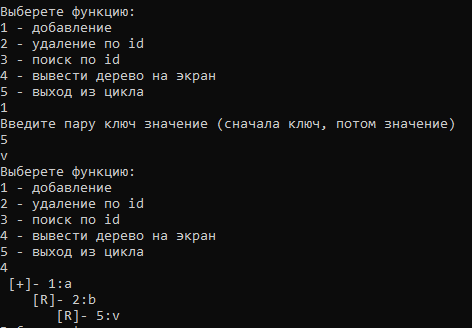 Выберете функцию:
1 - добавление
2 - удаление по id
3 - поиск по id
4 - вывести дерево на экран
5 - выход из цикла
1
Введите пару ключ значение (сначала ключ, потом значение)
5
v
Выберете функцию:
1 - добавление
2 - удаление по id
3 - поиск по id
4 - вывести дерево на экран
5 - выход из цикла
4
[+]- 1:a
[R]- 2:b
[R]- 5:v